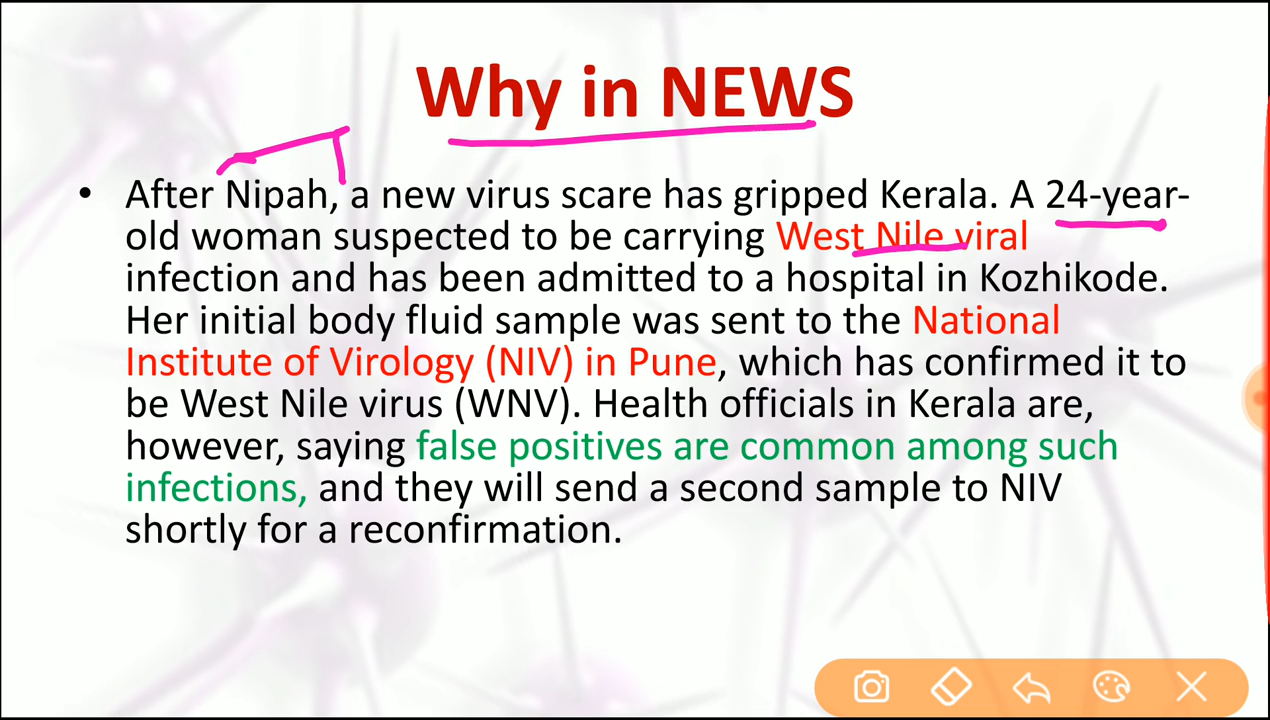 Why in NEWS
• After Nipah, a new virus scare has gripped Kerala. A 24-year-
old woman suspected to be carrying West Nile viral
infection and has been admitted to a hospital in Kozhikode.
Her initial body fluid sample was sent to the National
Institute of Virology (NIV) in Pune, which has confirmed it to
be West Nile virus (WNV). Health officials in Kerala are,
however, saying false positives are common among such
infections, and they will send a second sample to NIV
shortly for a reconfirmation.